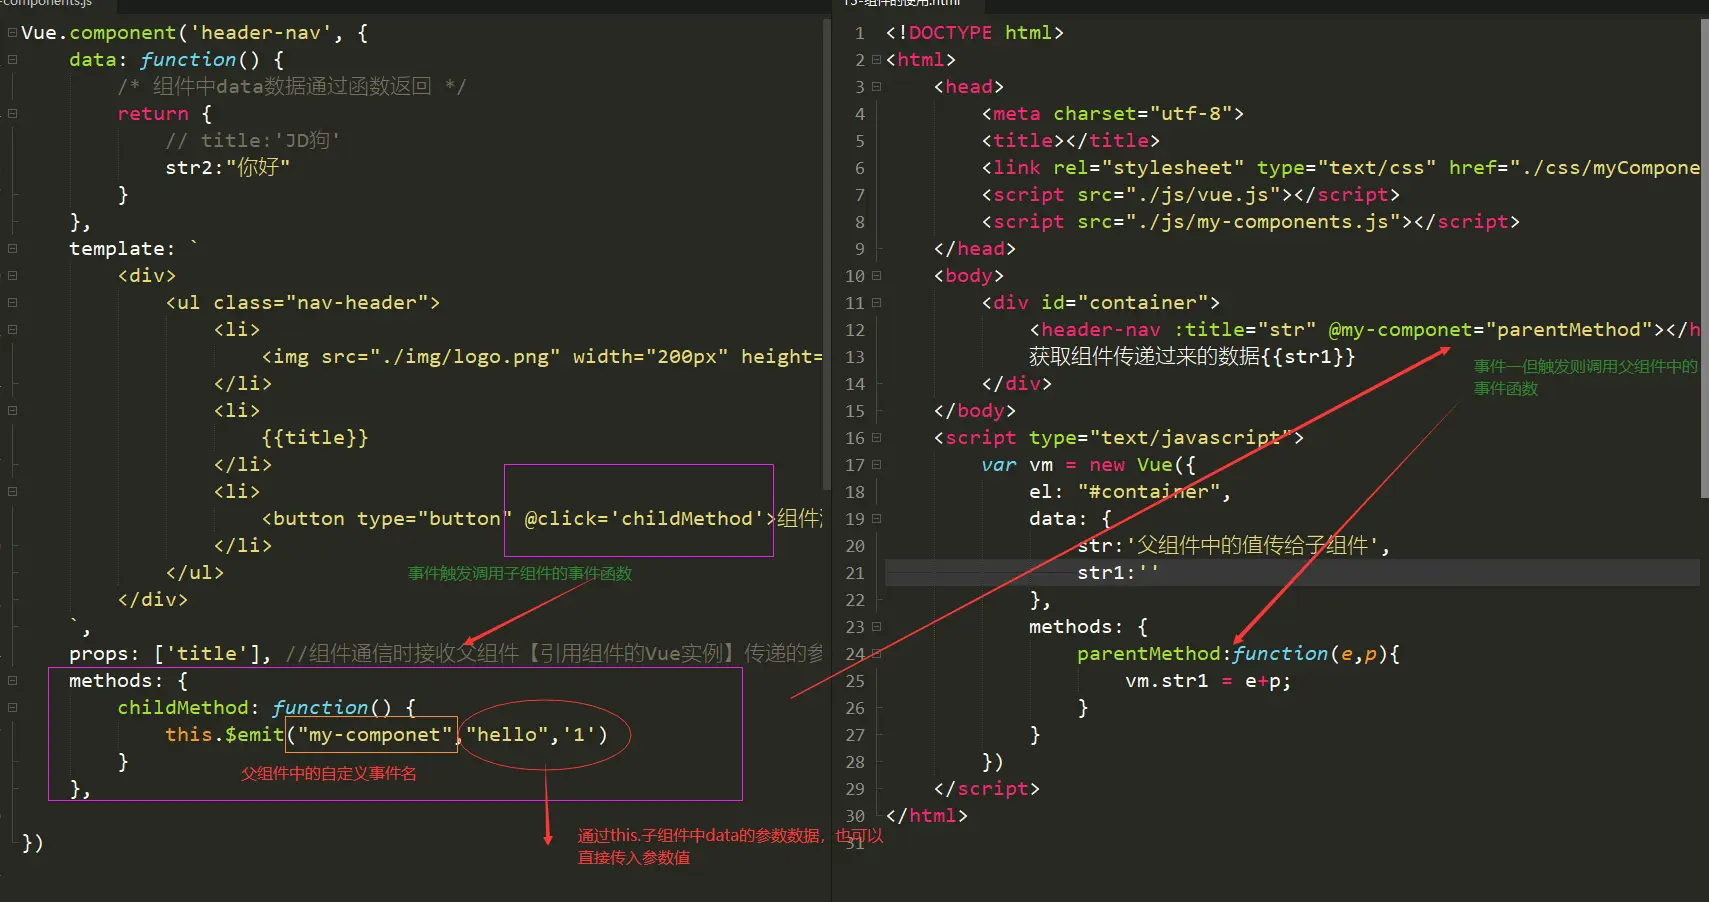 -components.js
Vue.component('header-nav', {
data: function() {
/* 组件中data数据通过函数返回 */
return {
// title:'JD狗'
str2:"你好"
}
},
template: `
<div>
<ul class="nav-header">
<li>
<img src="./img/logo.png" width="200px" height=
</li>
<li>
{{title}}
</li>
<li>
<button type="button" @click='childMethod'>组件
</li>
</ul>
事件触发调用子组件的事件函数
</div>
`,
props: ['title'], //组件通信时接收父组件【引用组件的Vue实例】传递的参
methods: {
childMethod: function() {
this.$emit("my-componet","hello",'1')
}
父组件中的自定义事件名
},
通过this.子组件中data的参数数据，也可以
直接传入参数值
})
13-组件的使用.html
1 <!DOCTYPE html>
2 <html>
3 <head>
4 <meta charset="utf-8">
5 <title></title>
6 <link rel="stylesheet" type="text/css" href="./css/myCompone
7 <script src="./js/vue.js"></script>
8 <script src="./js/my-components.js"></script>
9 </head>
10 <body>
11 <div id="container">
12 <header-nav :title="str" @my-componet="parentMethod"></h
13 获取组件传递过来的数据{{str1}}
事件一但触发则调用父组件中的
事件函数
14 </div>
15 </body>
16 <script type="text/javascript">
17 var vm = new Vue({
18 el: "#container",
19 data: {
20 str:'父组件中的值传给子组件',
21 str1:''
22 },
23 methods: {
24 parentMethod:function(e,p){
25 vm.str1 = e+p;
26 }
27 }
28 })
29 </script>
30 </html>
31